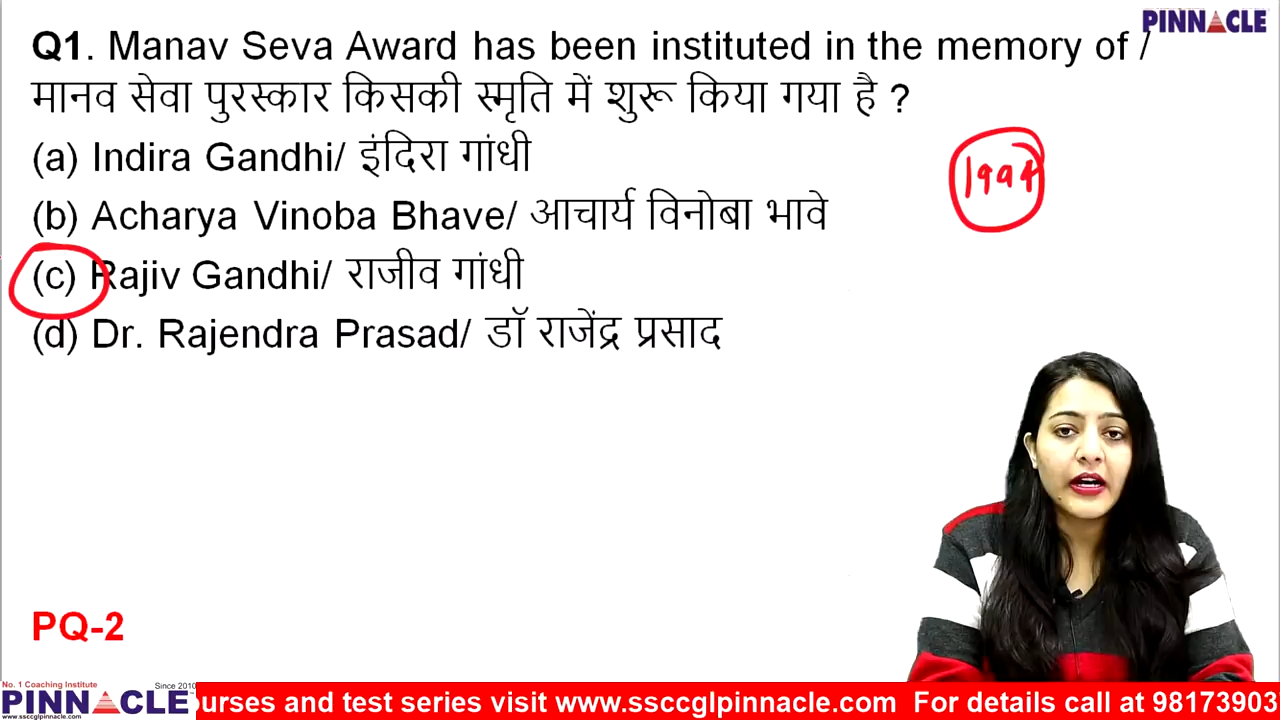 PINNACLE
Q1. Manav Seva Award has been instituted in the memory of /
मानव सेवा पुरस्कार किसकी स्मृति में शुरू किया गया है ?
(a) Indira Gandhi/ इंदिरा गांधी
1994
(b) Acharya Vinoba Bhave/ आचार्य विनोबा भावे
(c) Rajiv Gandhi/ राजीव गांधी
(d) Dr. Rajendra Prasad/ डॉ राजेंद्र प्रसाद
PQ-2
No. 1 Coaching Institute Since 2010
PINNACLE
www.ssccglpinnacle.com
ourses and test series visit www.ssccglpinnacle.com For details call at 98173903